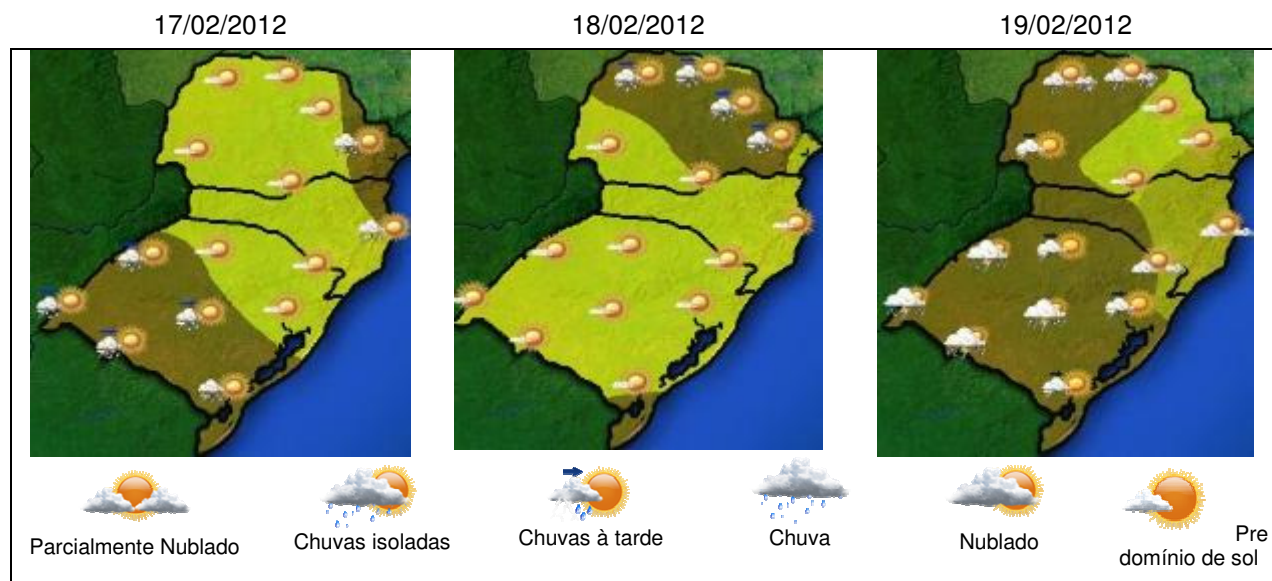 17/02/2012
18/02/2012
19/02/2012
Parcialmente Nublado
Chuvas isoladas
Chuvas à tarde
Chuva
Nublado
Pre
domínio de sol